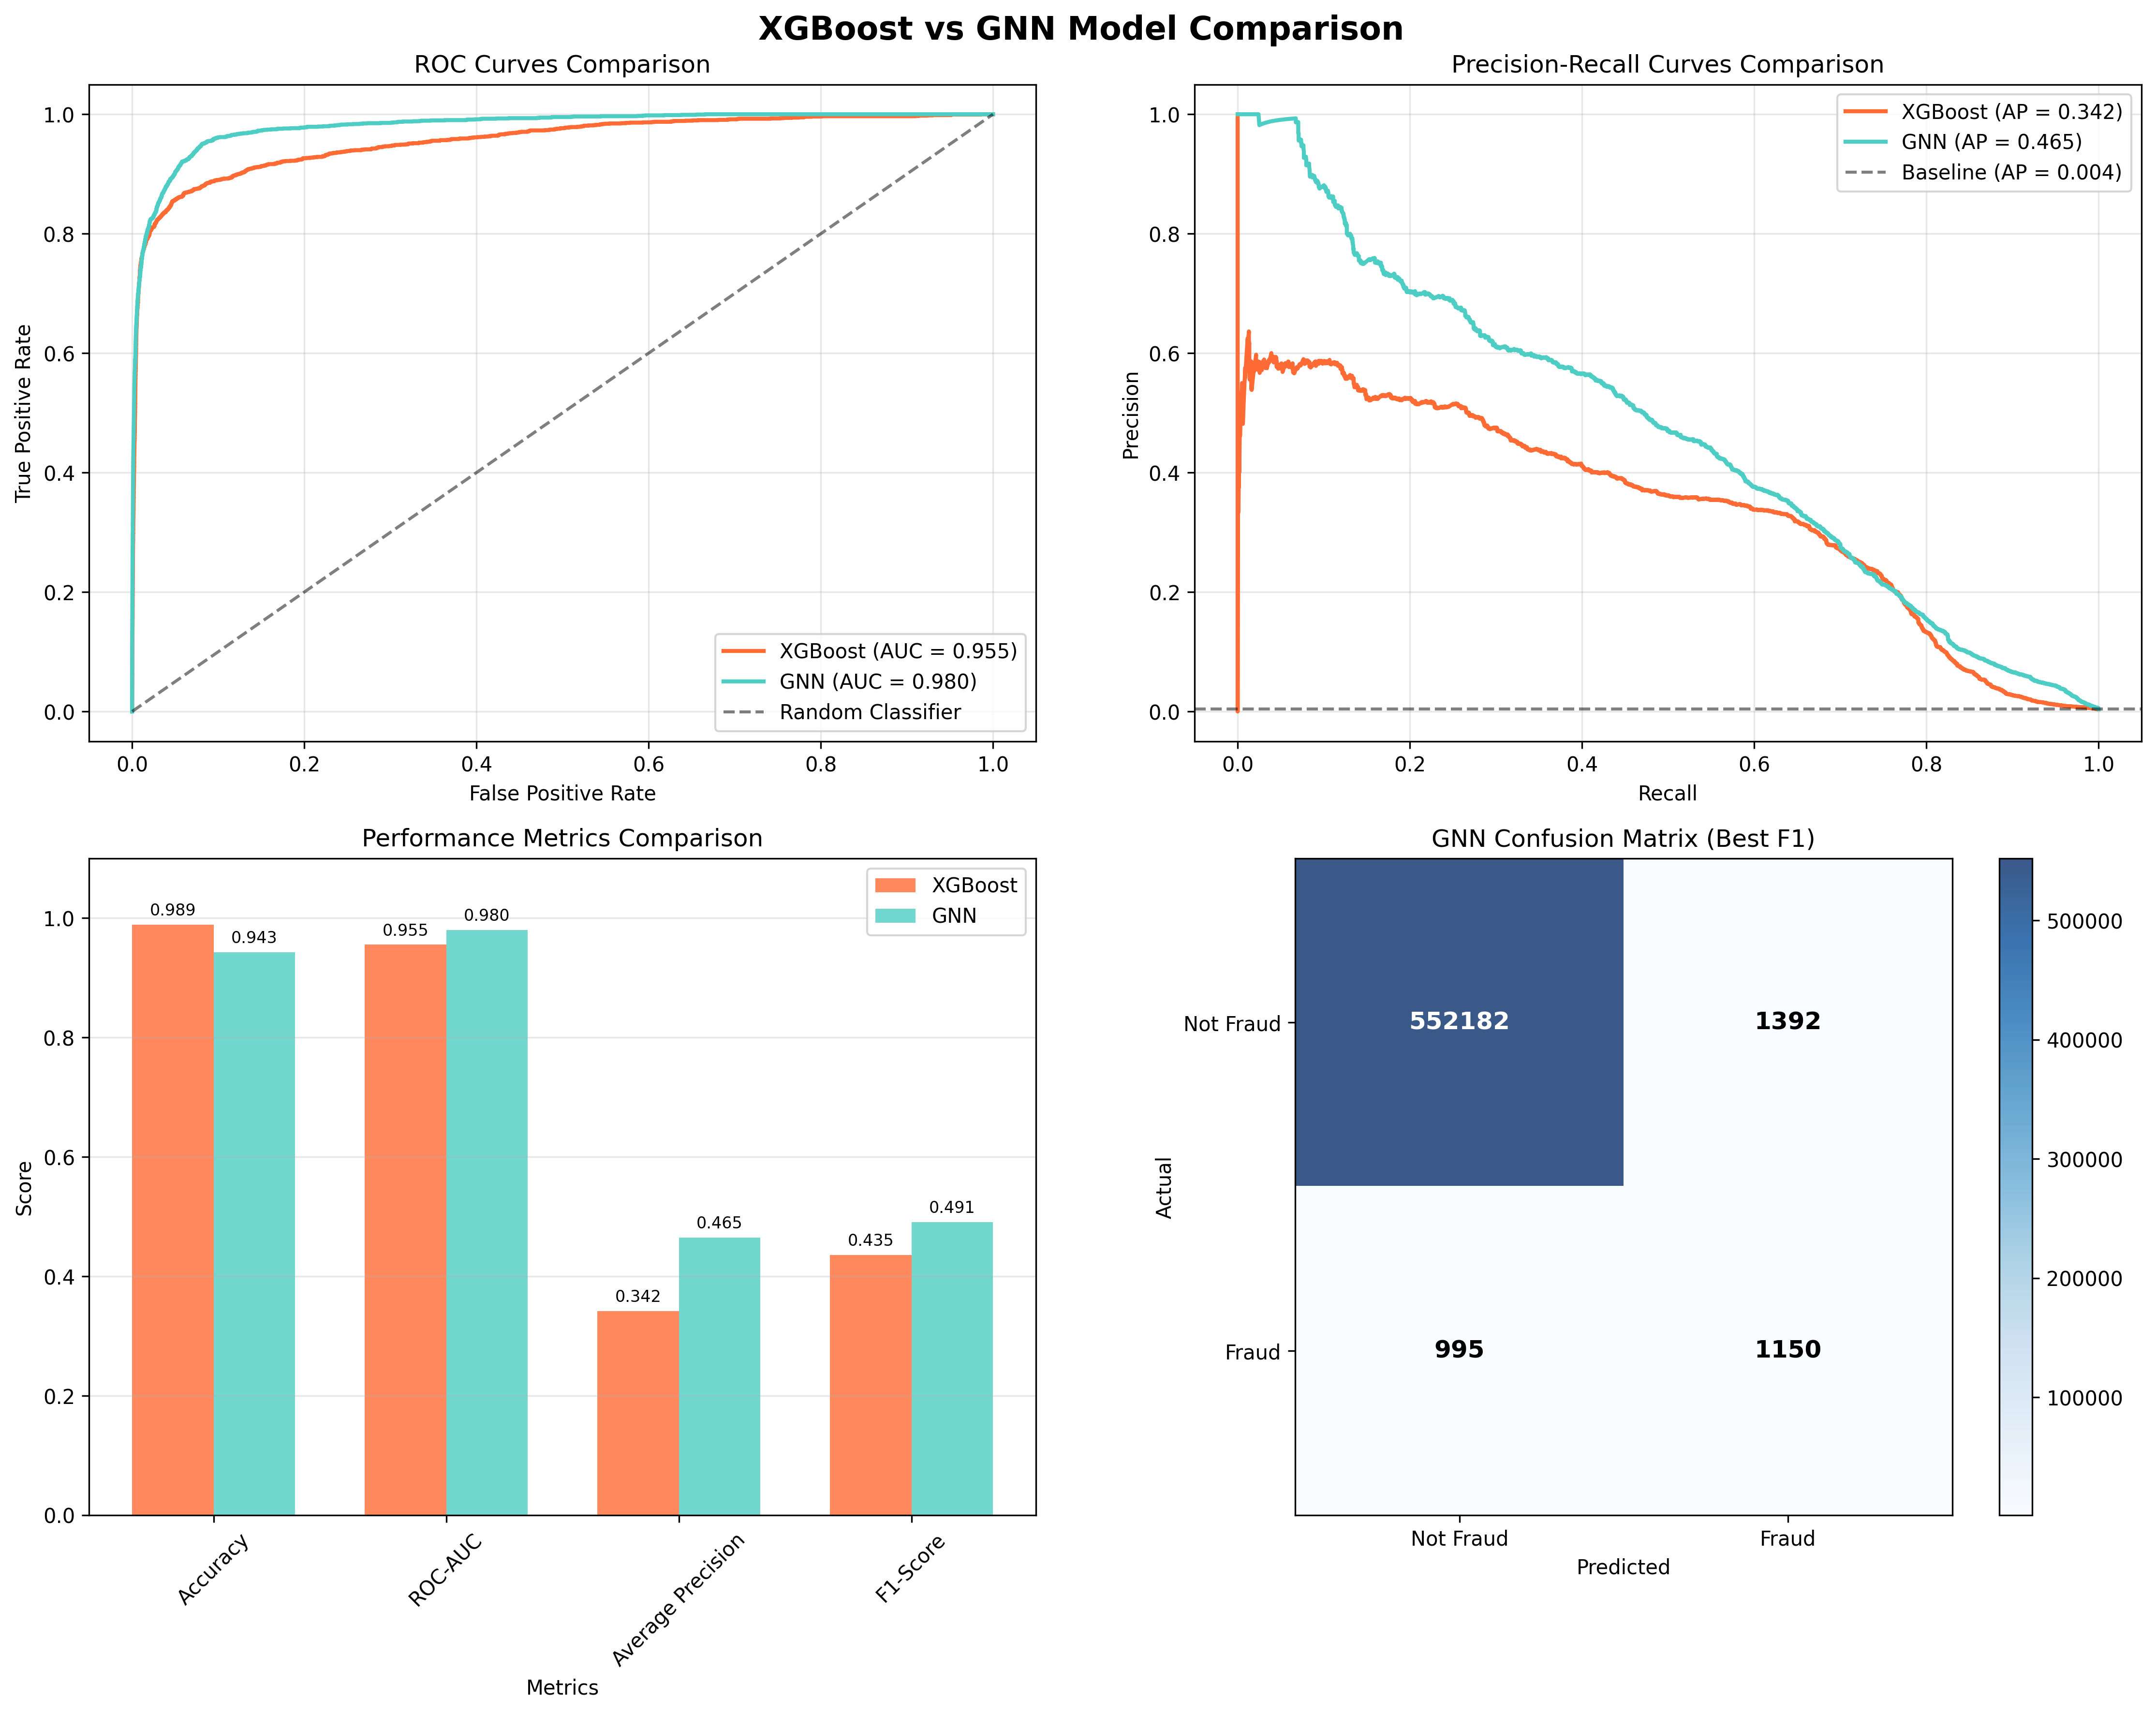 XGBoost vs GNN Model Comparison
ROC Curves Comparison
1.0
0.8
0.6
0.4
0.2
0.0
True Positive Rate
0.0 0.2 0.4 0.6 0.8 1.0
False Positive Rate
XGBoost (AUC = 0.955)
GNN (AUC = 0.980)
Random Classifier
Precision-Recall Curves Comparison
1.0
0.8
0.6
0.4
0.2
0.0
Precision
0.0 0.2 0.4 0.6 0.8 1.0
Recall
XGBoost (AP = 0.342)
GNN (AP = 0.465)
Baseline (AP = 0.004)
Performance Metrics Comparison
1.0
0.8
0.6
0.4
0.2
0.0
Score
XGBoost
GNN
0.989
0.943
0.955
0.980
0.342
0.465
0.435
0.491
Accuracy
ROC-AUC
Average Precision
F1-Score
Metrics
GNN Confusion Matrix (Best F1)
Actual
Not Fraud
Fraud
552182
1392
995
1150
Not Fraud
Fraud
Predicted
500000
400000
300000
200000
100000